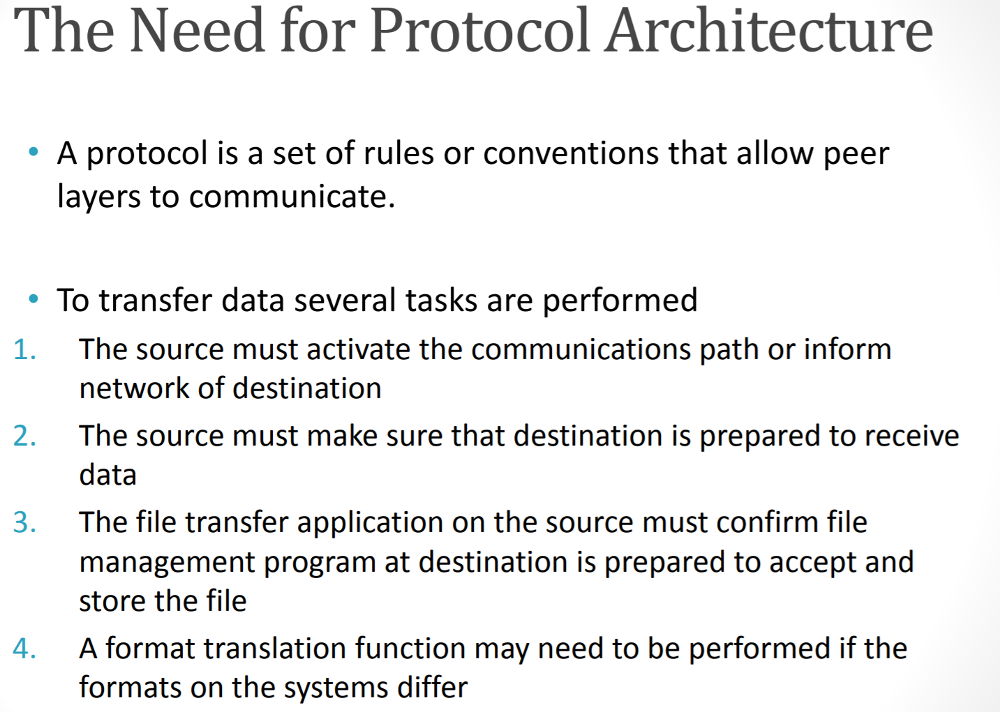 The Need for Protocol Architecture
• A protocol is a set of rules or conventions that allow peer
layers to communicate.
• To transfer data several tasks are performed
1. The source must activate the communications path or inform
network of destination
2. The source must make sure that destination is prepared to receive
data
3. The file transfer application on the source must confirm file
management program at destination is prepared to accept and
store the file
4. A format translation function may need to be performed if the
formats on the systems differ